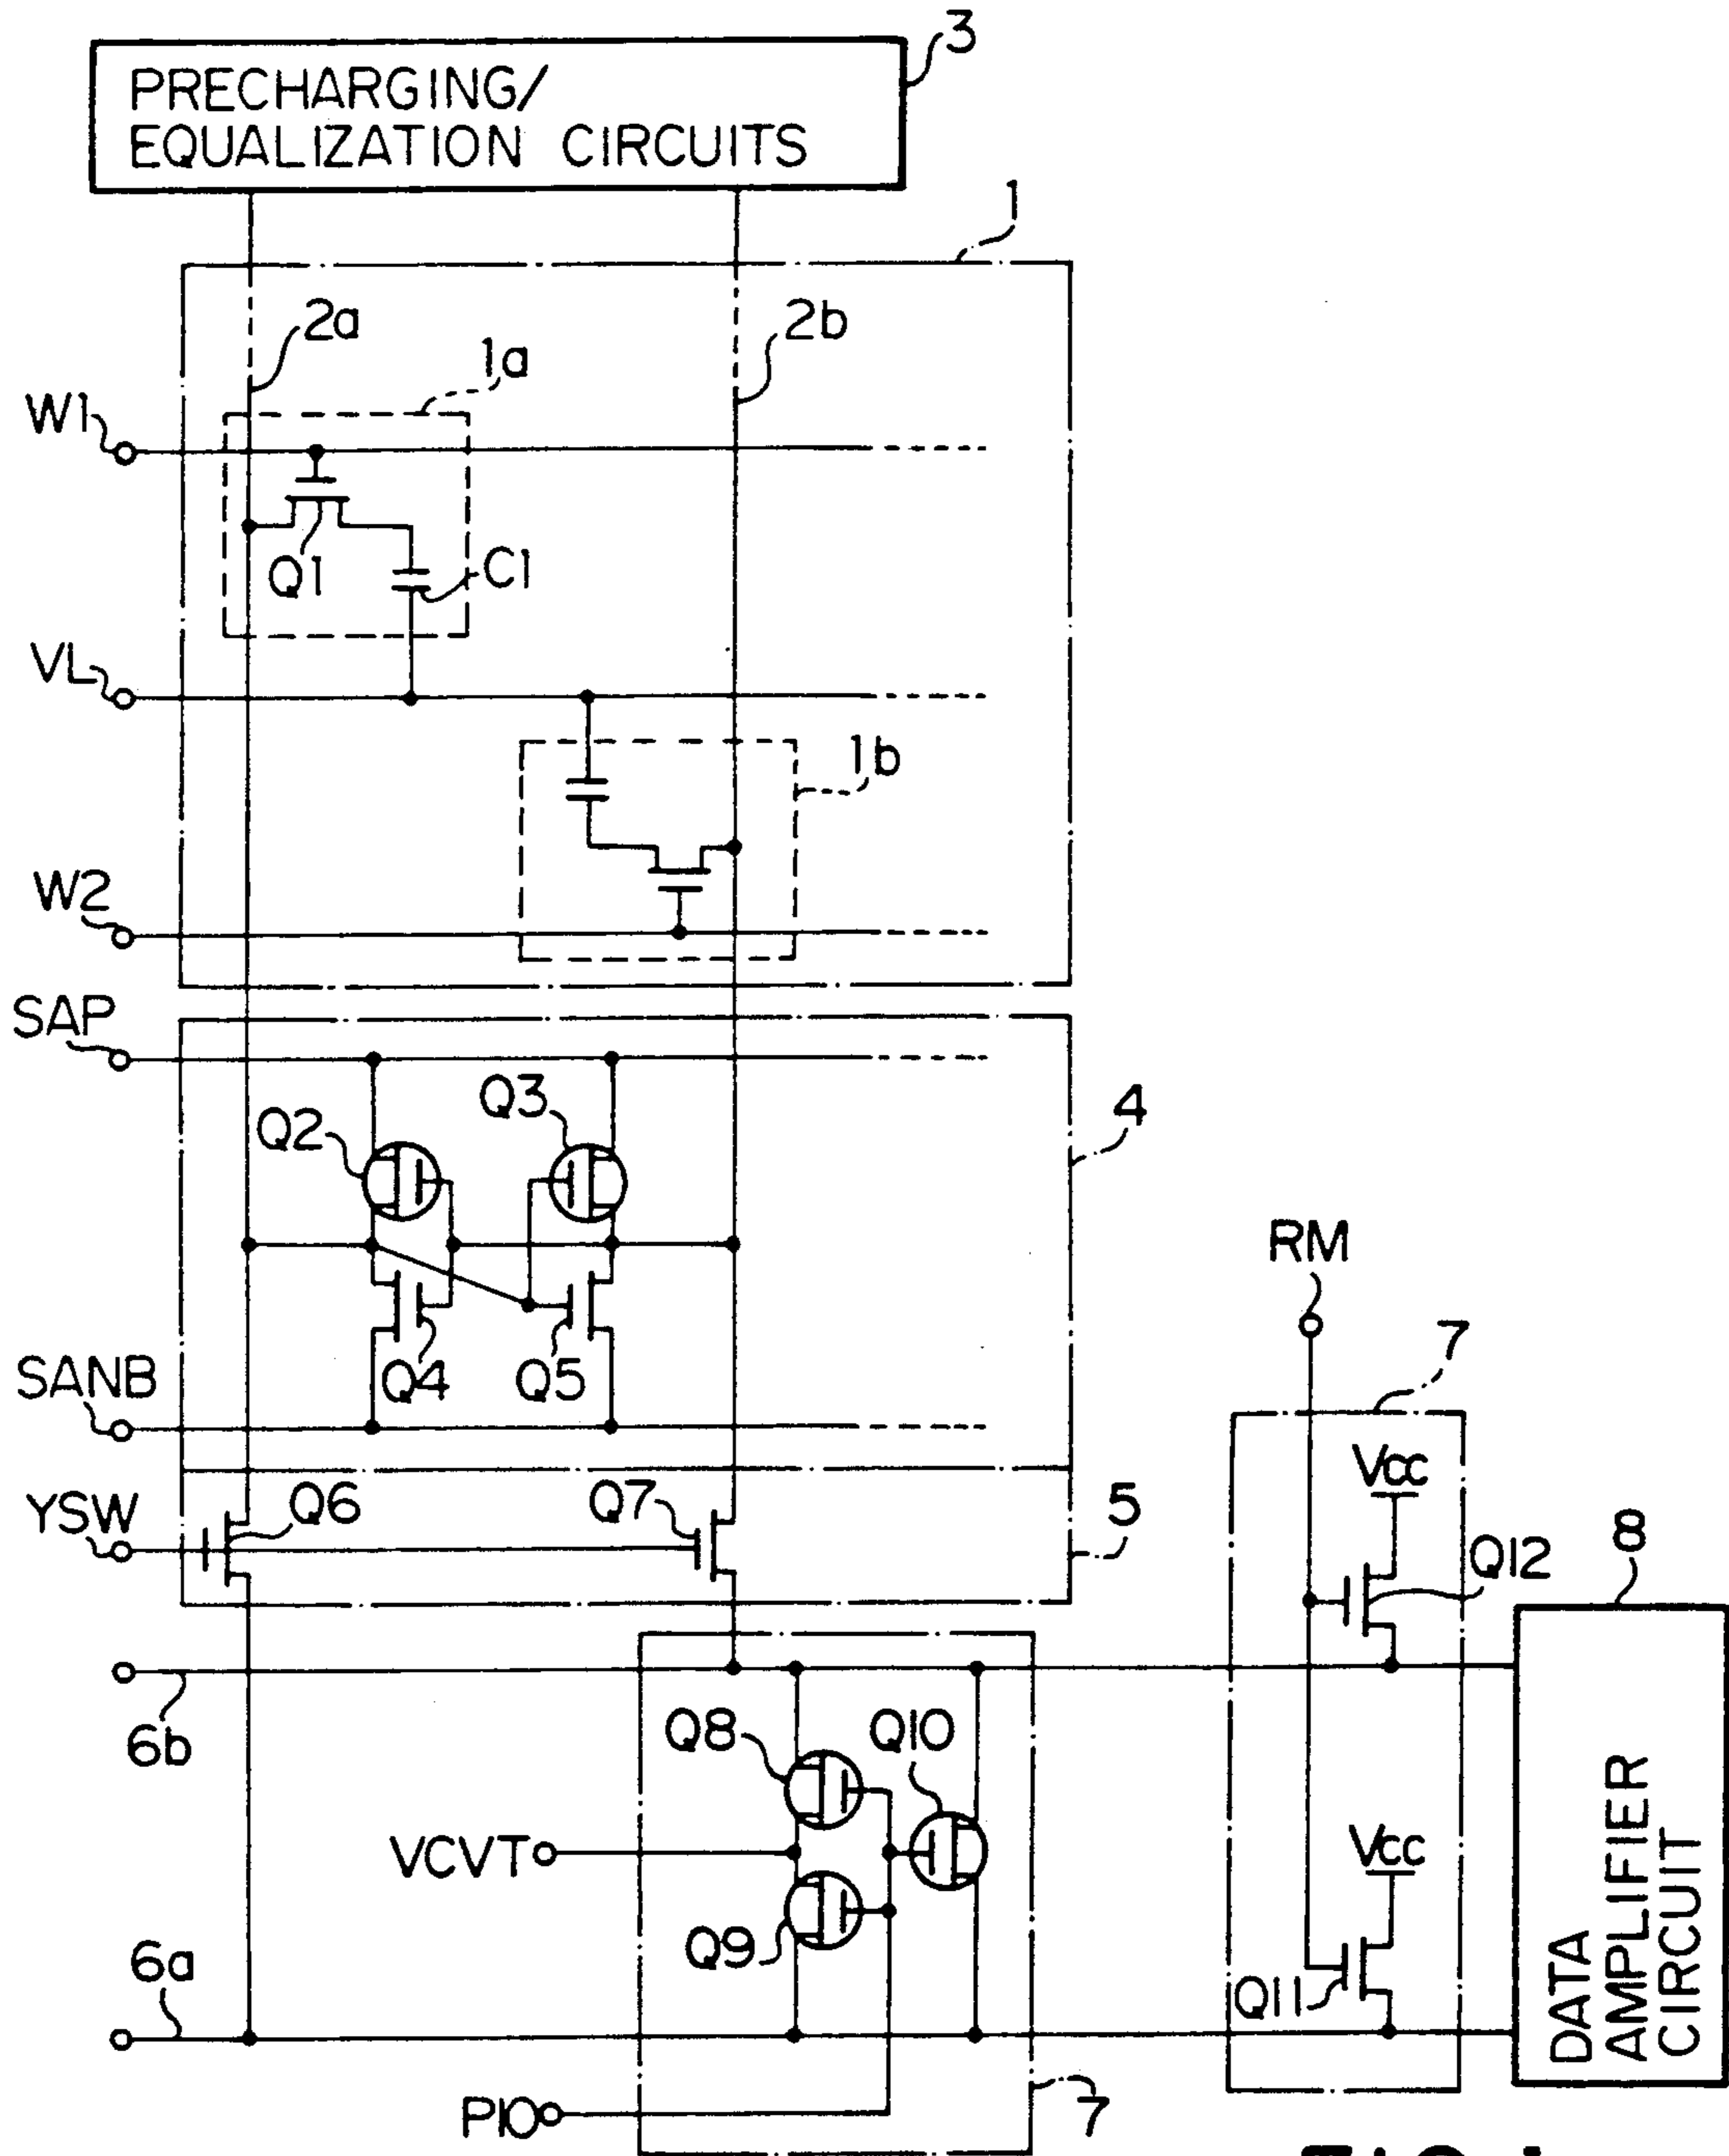 3
PRECHARGING/
EQUALIZATION CIRCUITS
1
2a
2b
1a
W1
Q1
C1
VL
1b
W2
SAP
Q3
Q2
4
RM
7
SANB
Q4
Q5
Vcc
YSW
Q6
Q7
5
Q12
8
6b
Q8
Q10
VCVT
Vcc
Q9
6a
Q11
DATA
AMPLIFIER
CIRCUIT
PIO
7